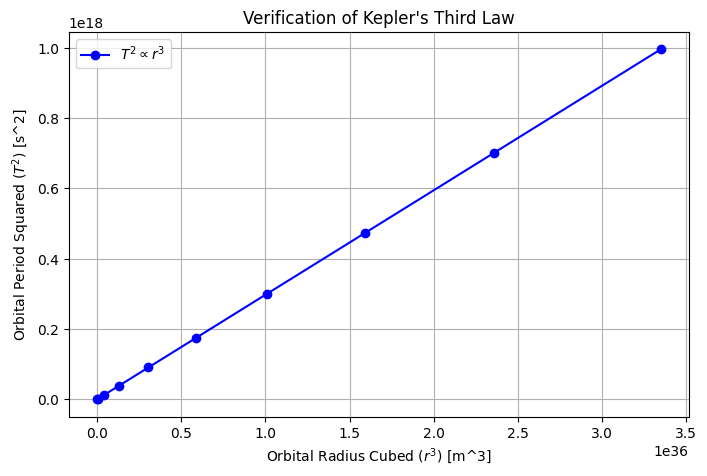 Verification of Kepler's Third Law
1e18
T² ∝ r³
1.0
0.8
0.6
0.4
0.2
0.0
Orbital Period Squared (T²) [s^2]
0.0 0.5 1.0 1.5 2.0 2.5 3.0 3.5
1e36
Orbital Radius Cubed (r³) [m^3]